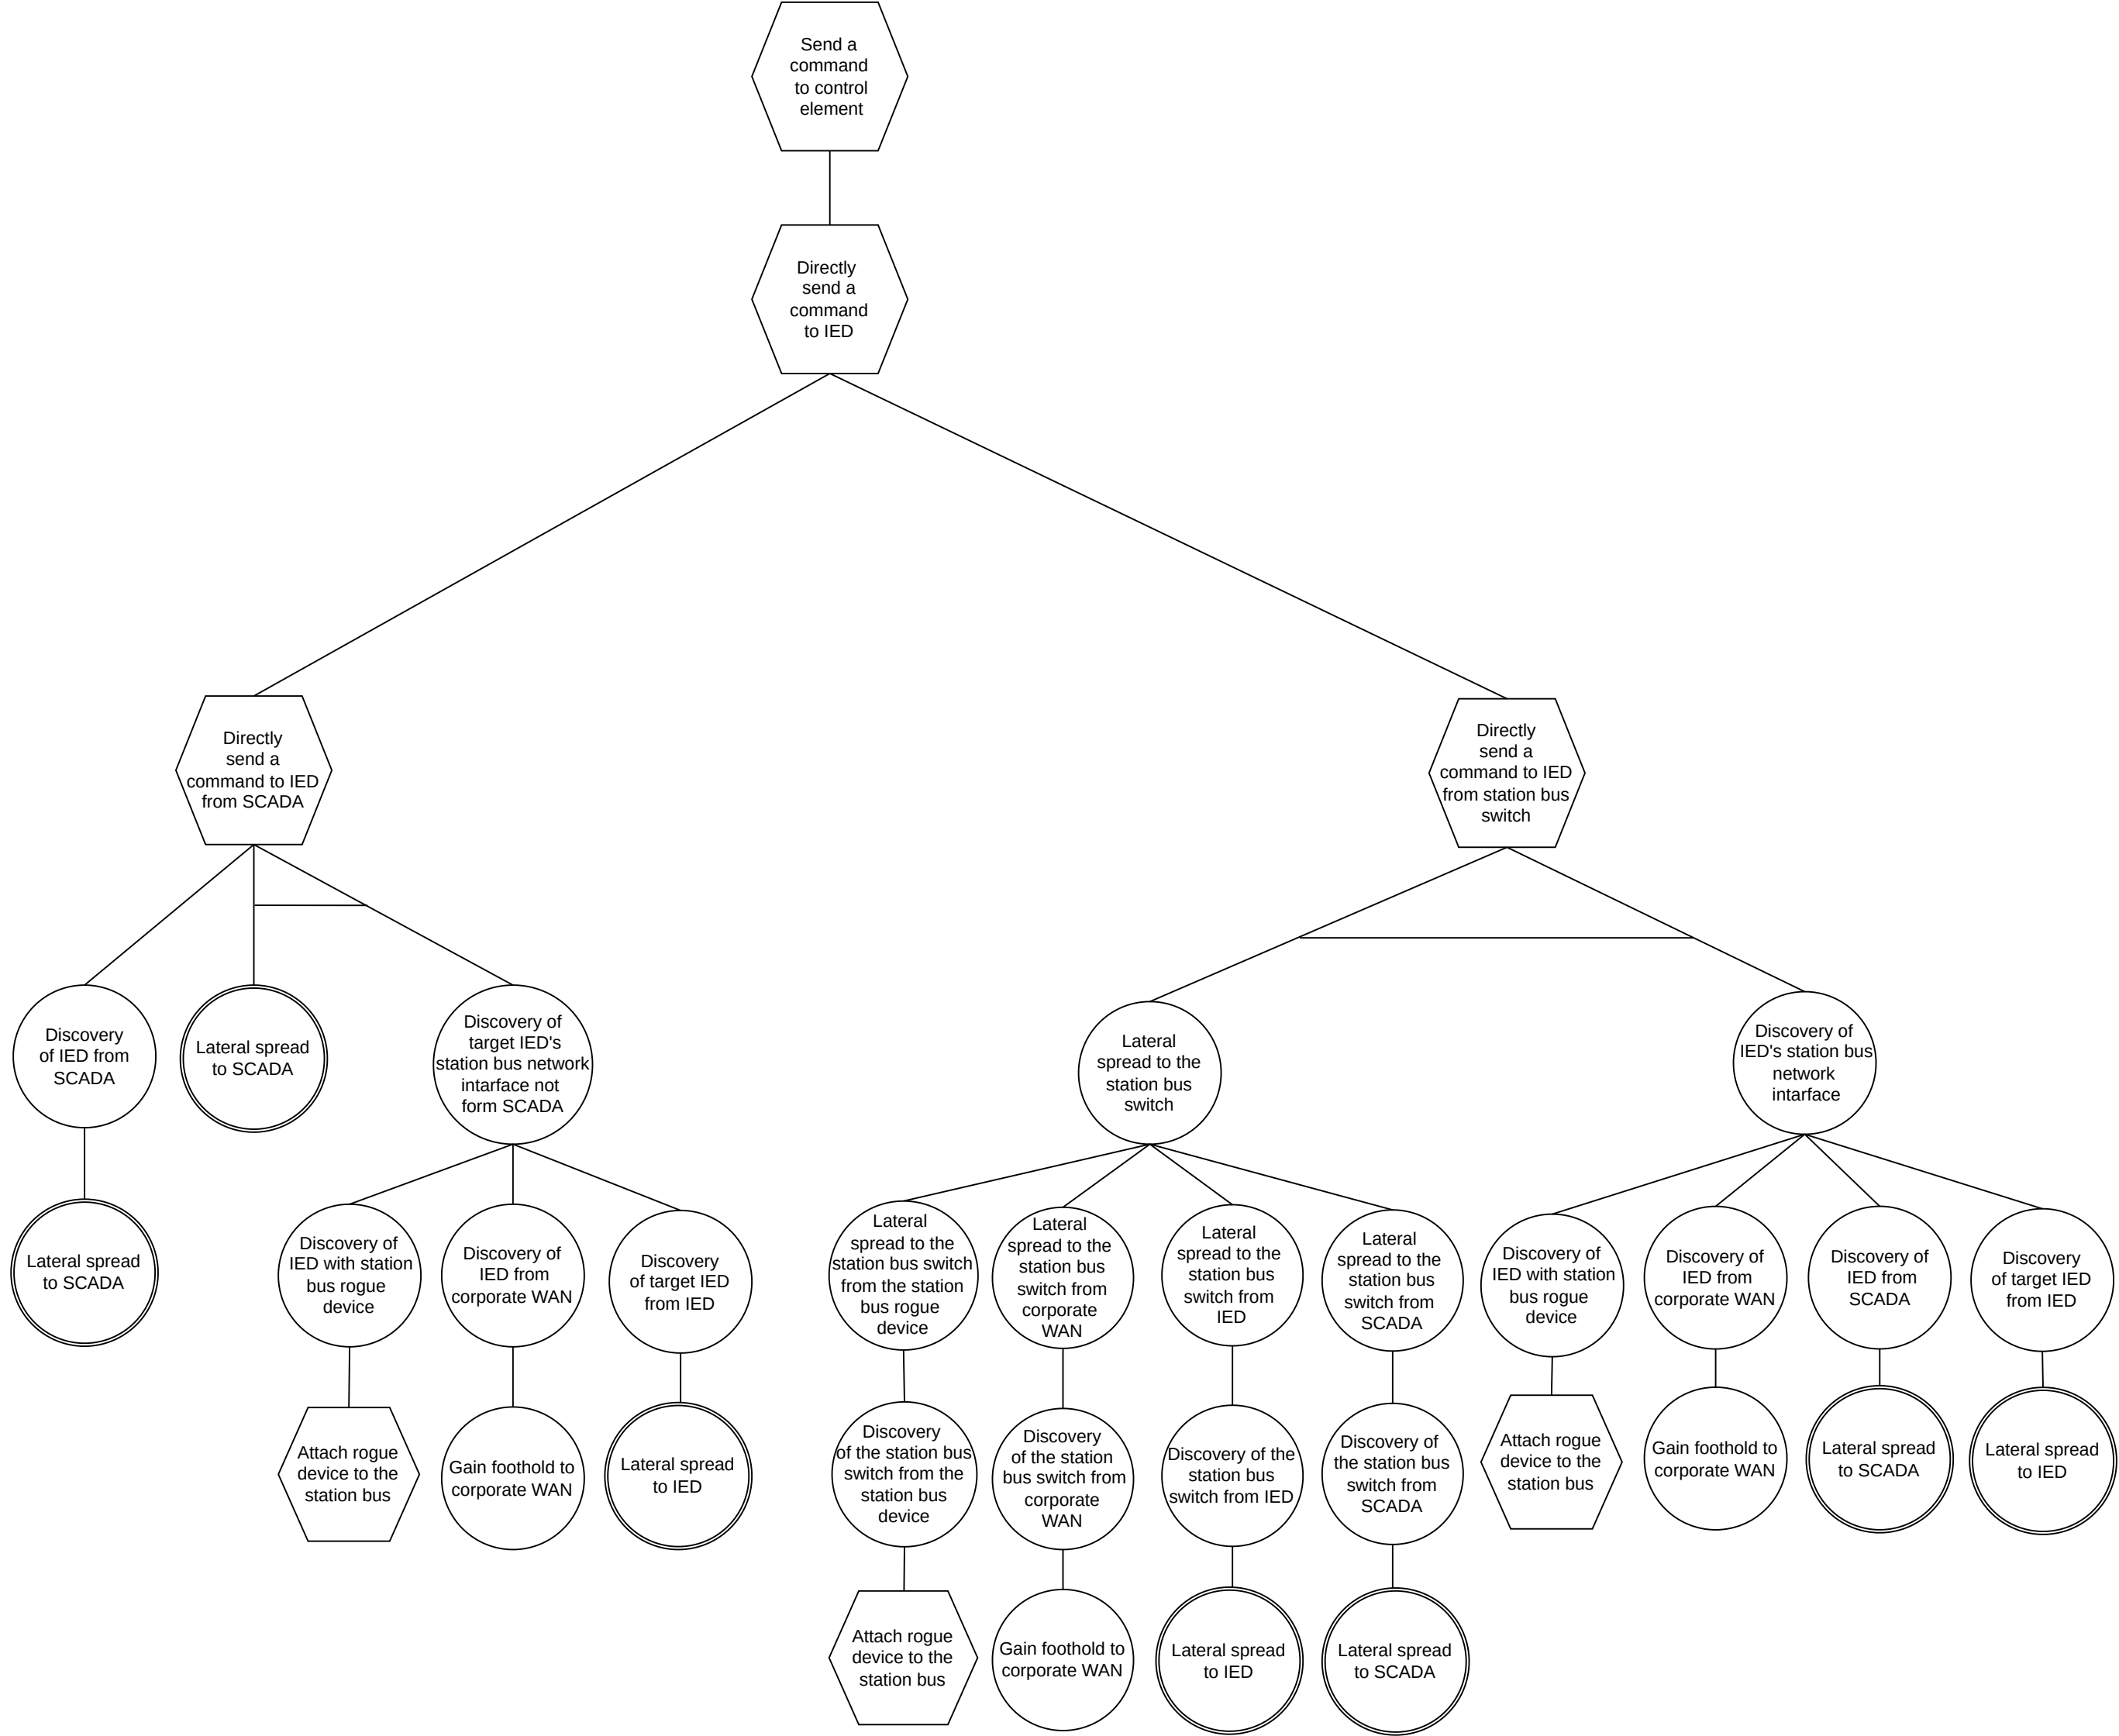 Send a
command
to control
element
Directly
send a
command
to IED
Directly
send a
command to IED
from SCADA
Directly
send a
command to IED
from station bus
switch
Discovery
of IED from
SCADA
Lateral spread
to SCADA
Discovery of
target IED's
station bus network
intarface not
form SCADA
Lateral
spread to the
station bus
switch
Discovery of
IED's station bus
network
intarface
Lateral spread
to SCADA
Discovery of
IED with station
bus rogue
device
Discovery of
IED from
corporate WAN
Discovery
of target IED
from IED
Lateral
spread to the
station bus switch
from the station
bus rogue
device
Lateral
spread to the
station bus
switch from
corporate
WAN
Lateral
spread to the
station bus
switch from
IED
Lateral
spread to the
station bus
switch from
SCADA
Discovery of
IED with station
bus rogue
device
Discovery of
IED from
corporate WAN
Discovery of
IED from
SCADA
Discovery
of target IED
from IED
Attach rogue
device to the
station bus
Gain foothold to
corporate WAN
Lateral spread
to IED
Discovery
of the station bus
switch from the
station bus
device
Discovery
of the station
bus switch from
corporate
WAN
Discovery of the
station bus
switch from IED
Discovery of
the station bus
switch from
SCADA
Attach rogue
device to the
station bus
Gain foothold to
corporate WAN
Lateral spread
to SCADA
Lateral spread
to IED
Attach rogue
device to the
station bus
Gain foothold to
corporate WAN
Lateral spread
to IED
Lateral spread
to SCADA